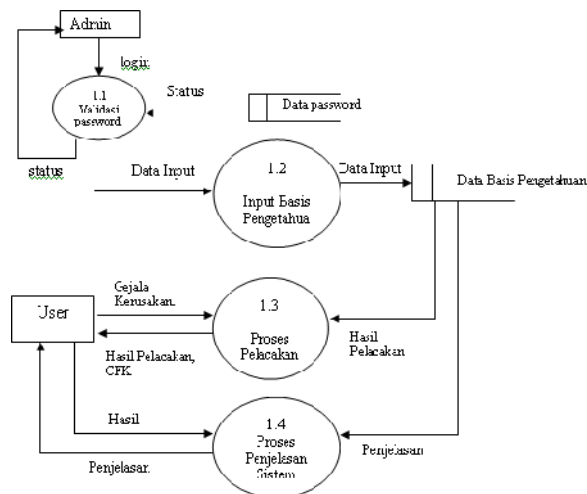 Admin
login
1.1
Validasi
password
Status
Data password
status
Data Input
1.2
Input Basis
Pengetahua
Data Input
Data Basis Pengetahuan
User
Gejala
Kerusakan,
1.3
Proses
Pelacakan
Hasil
Pelacakan
Hasil Pelacakan,
CFK
Hasil
1.4
Proses
Penjelasan
Sistem
Penjelasan
Penjelasan